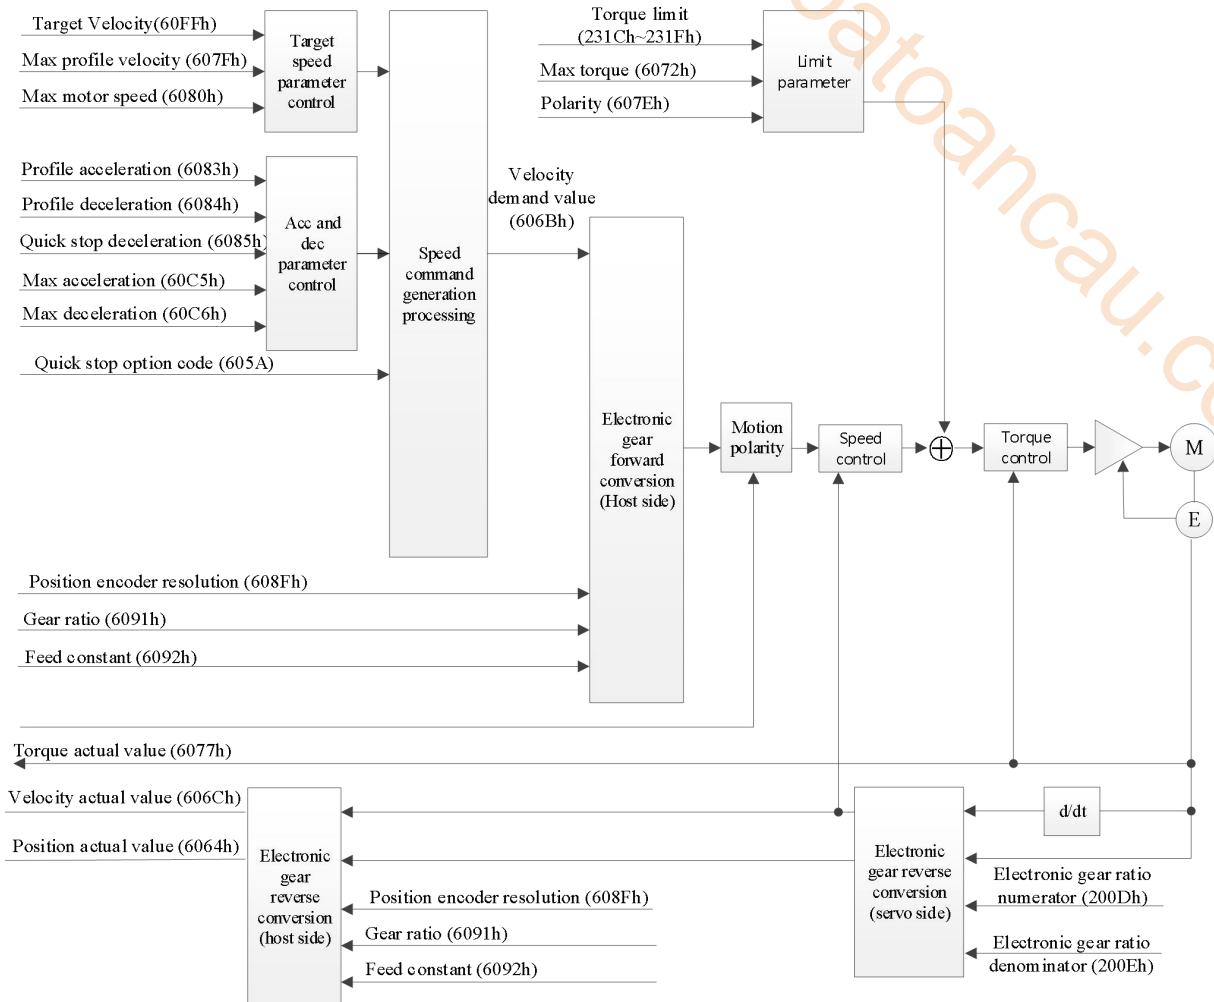 Target Velocity(60FFh)
Max profile velocity (607Fh)
Max motor speed (6080h)
Target
speed
parameter
control
Torque limit
(231Ch~231Fh)
Max torque (6072h)
Polarity (607Eh)
Limit
parameter
Profile acceleration (6083h)
Profile deceleration (6084h)
Quick stop deceleration (6085h)
Max acceleration (60C5h)
Max deceleration (60C6h)
Acc and
dec
parameter
control
Quick stop option code (605A)
Speed
command
generation
processing
Velocity
demand value
(606Bh)
Electronic
gear
forward
conversion
(Host side)
Motion
polarity
Speed
control
Torque
control
M
E
Position encoder resolution (608Fh)
Gear ratio (6091h)
Feed constant (6092h)
Torque actual value (6077h)
Velocity actual value (606Ch)
Position actual value (6064h)
Electronic
gear
reverse
conversion
(host side)
Position encoder resolution (608Fh)
Gear ratio (6091h)
Feed constant (6092h)
Electronic
gear reverse
conversion
(servo side)
d/dt
Electronic gear ratio
numerator (200Dh)
Electronic gear ratio
denominator (200Eh)